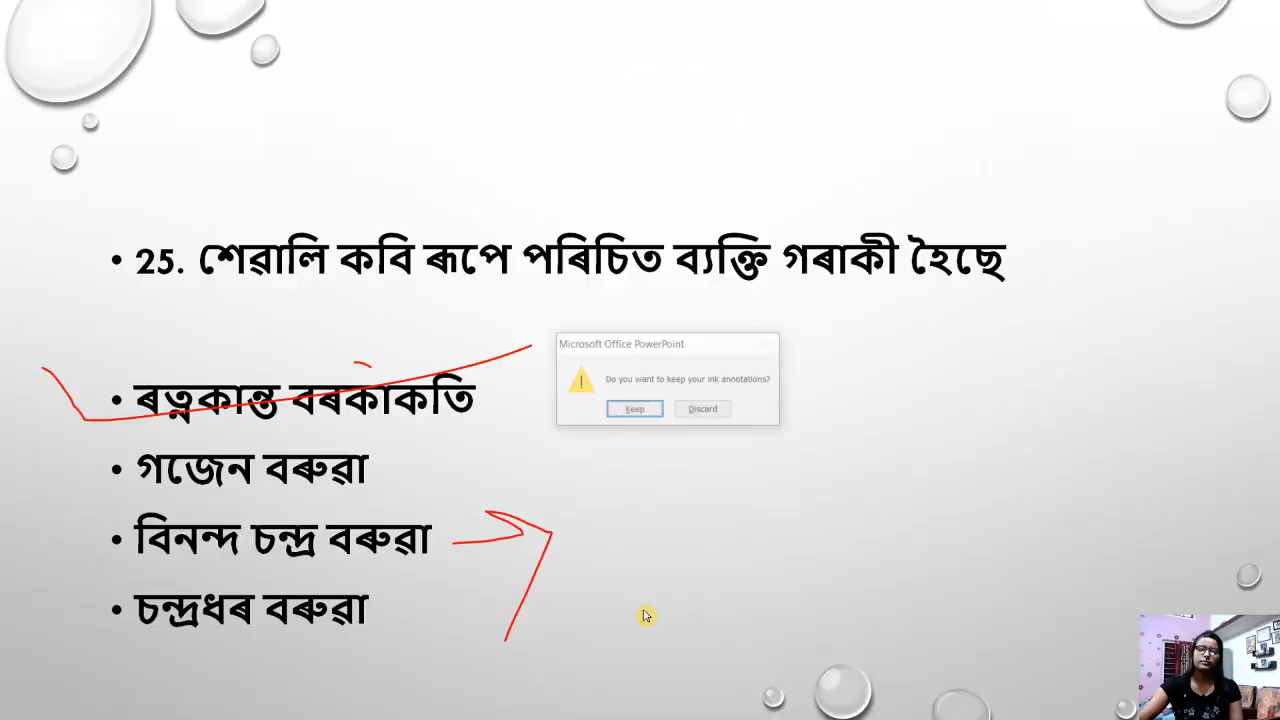 • 25. শেৱালি কবি ৰূপে পৰিচিত ব্যক্তি গৰাকী হৈছে
Microsoft Office PowerPoint
Do you want to keep your ink annotations?
Keep Discard
• ৰত্নকান্ত বৰকাকতি
• গজেন বৰুৱা
• বিনন্দ চন্দ্ৰ বৰুৱা
• চন্দ্ৰধৰ বৰুৱা